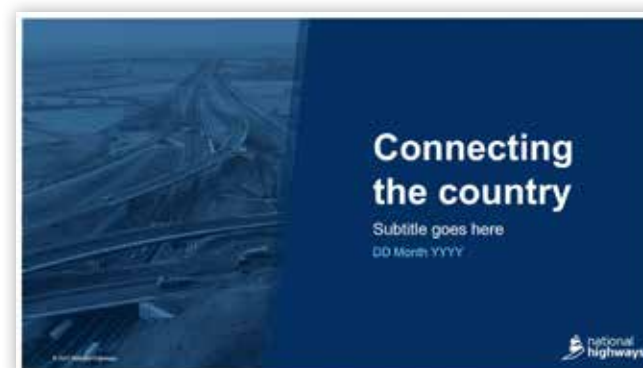 Connecting
the country
Subtitle goes here
DD Month YYYY
national
highways